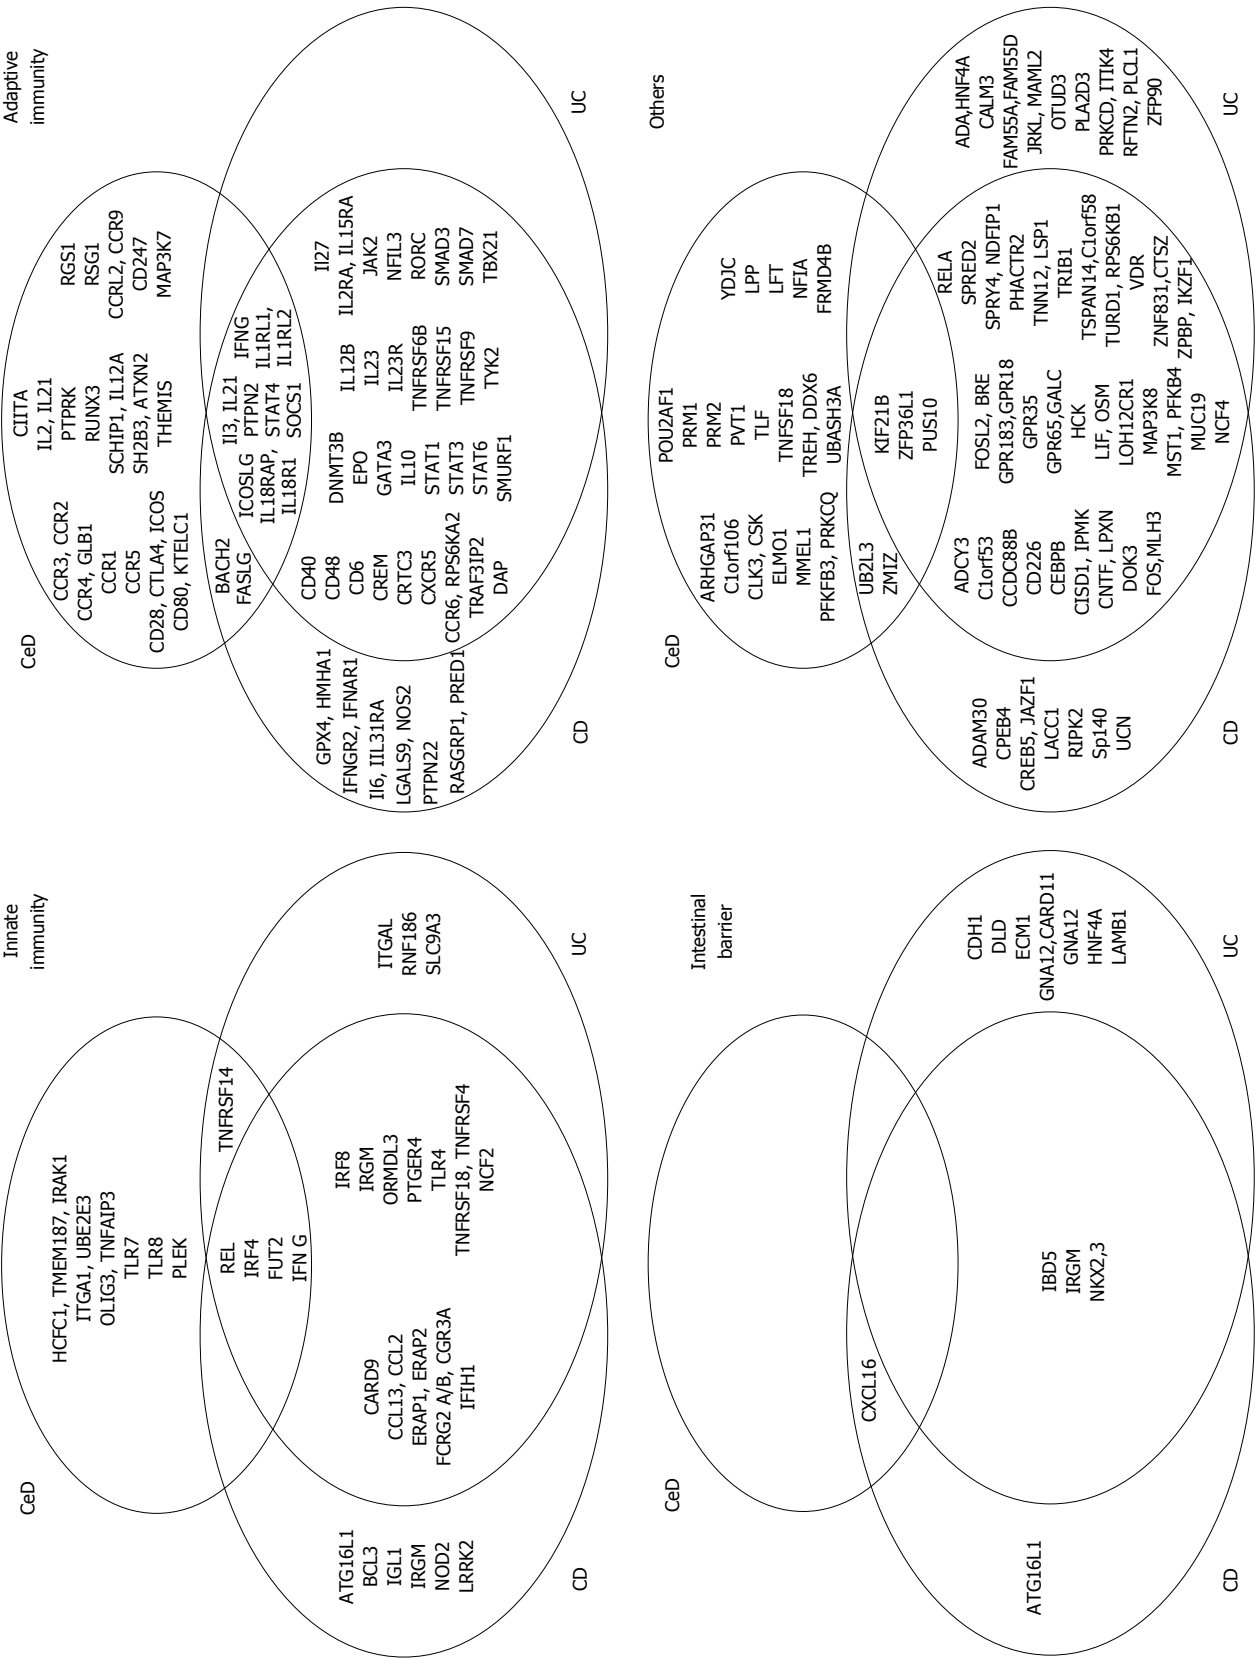 Innate
immunity
CeD
HCFC1, TMEM187, IRAK1
ITGA1, UBE2E3
OLIG3, TNFAIP3
TLR7
TLR8
PLEK
TNFRSF14
REL
IRF4
FUT2
IFN G
ATG16L1
BCL3
IGL1
IRGM
NOD2
LRRK2
CARD9
CCL13, CCL2
ERAP1, ERAP2
FCRG2 A/B, CGR3A
IFIH1
IRF8
IRGM
ORMDL3
PTGER4
TLR4
TNFRSF18, TNFRSF4
NCF2
ITGAL
RNF186
SLC9A3
CD
UC
Adaptive
immunity
CeD
CCR3, CCR2
CCR4, GLB1
CCR1
CCR5
CD28, CTLA4, ICOS
CD80, KTELC1
CIITA
IL2, IL21
PTPRK
RUNX3
SCHIP1, IL12A
SH2B3, ATXN2
THEMIS
RGS1
RSG1
CCRL2, CCR9
CD247
MAP3K7
BACH2
FASLG
ICOSLG
IL18RAP,
IL18R1
Il3, IL21
PTPN2
STAT4
SOCS1
IFNG
IL1RL1,
IL1RL2
GPX4, HMHA1
IFNGR2, IFNAR1
Il6, IIL31RA
LGALS9, NOS2
PTPN22
RASGRP1, PRED1
CD40
CD48
CD6
CREM
CRTC3
CXCR5
CCR6, RPS6KA2
TRAF3IP2
DAP
DNMT3B
EPO
GATA3
IL10
STAT1
STAT3
STAT6
SMURF1
IL12B
IL23
IL23R
TNFRSF6B
TNFRSF15
TNFRSF9
TYK2
Il27
IL2RA, IL15RA
JAK2
NFIL3
RORC
SMAD3
SMAD7
TBX21
CD
UC
Intestinal
barrier
CeD
CXCL16
ATG16L1
IBD5
IRGM
NKX2,3
CDH1
DLD
ECM1
GNA12,CARD11
GNA12
HNF4A
LAMB1
CD
UC
Others
CeD
ARHGAP31
C1orf106
CLK3, CSK
ELMO1
MMEL1
PFKFB3, PRKCQ
POU2AF1
PRM1
PRM2
PVT1
TLF
TNFSF18
TREH, DDX6
UBASH3A
YDJC
LPP
LFT
NFIA
FRMD4B
UB2L3
ZMIZ
KIF21B
ZFP36L1
PUS10
ADAM30
CPEB4
CREB5, JAZF1
LACC1
RIPK2
Sp140
UCN
ADCY3
C1orf53
CCDC88B
CD226
CEBPB
CISD1, IPMK
CNTF, LPXN
DOK3
FOS,MLH3
FOSL2, BRE
GPR183,GPR18
GPR35
GPR65,GALC
HCK
LIF, OSM
LOH12CR1
MAP3K8
MST1, PFKB4
MUC19
NCF4
RELA
SPRED2
SPRY4, NDFIP1
PHACTR2
TNN12, LSP1
TRIB1
TSPAN14,C1orf58
TURD1, RPS6KB1
VDR
ZNF831,CTSZ
ZPBP, IKZF1
ADA,HNF4A
CALM3
FAM55A,FAM55D
JRKL, MAML2
OTUD3
PLA2D3
PRKCD, ITIK4
RFTN2, PLCL1
ZFP90
CD
UC